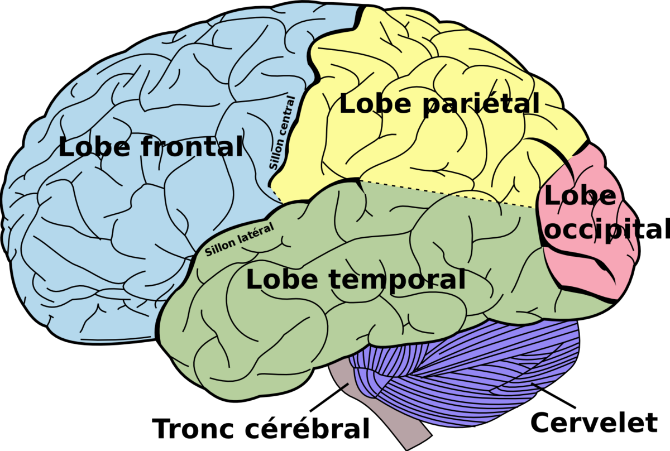 Lobe pariétal
Sillon central
Lobe frontal
Lobe
occipital
Sillon latéral
Lobe temporal
Tronc cérébral
Cervelet